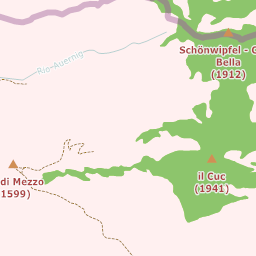 Schönwipfel -
Bella
(1912)
Rio-Auernig
il Cuc
(1941)
di Mezzo
1599)